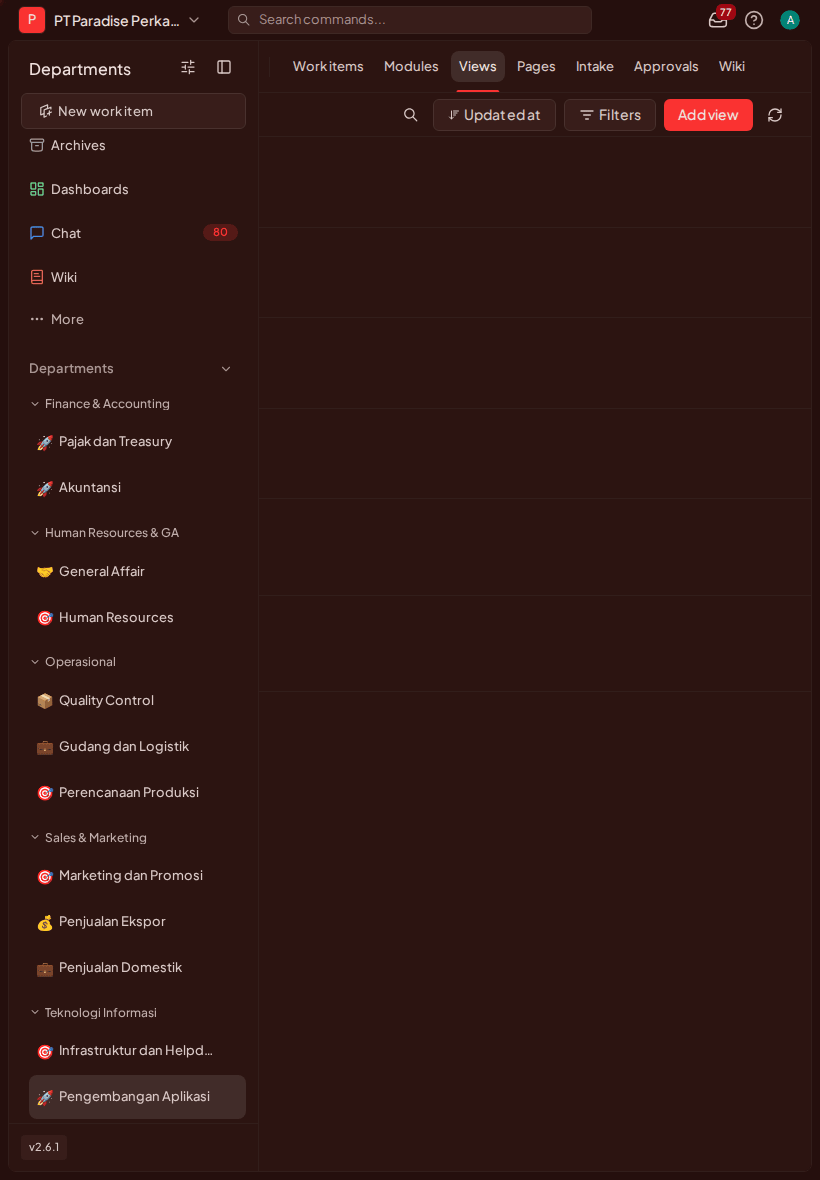 P PT Paradise Perka...
Search commands...
77
A
Departments
New work item
Archives
Dashboards
Chat 80
Wiki
More
Departments
Finance & Accounting
Pajak dan Treasury
Akuntansi
Human Resources & GA
General Affair
Human Resources
Operasional
Quality Control
Gudang dan Logistik
Perencanaan Produksi
Sales & Marketing
Marketing dan Promosi
Penjualan Ekspor
Penjualan Domestik
Teknologi Informasi
Infrastruktur dan Helpd...
Pengembangan Aplikasi
v2.6.1
Work items Modules Views Pages Intake Approvals Wiki
Updated at Filters Add view